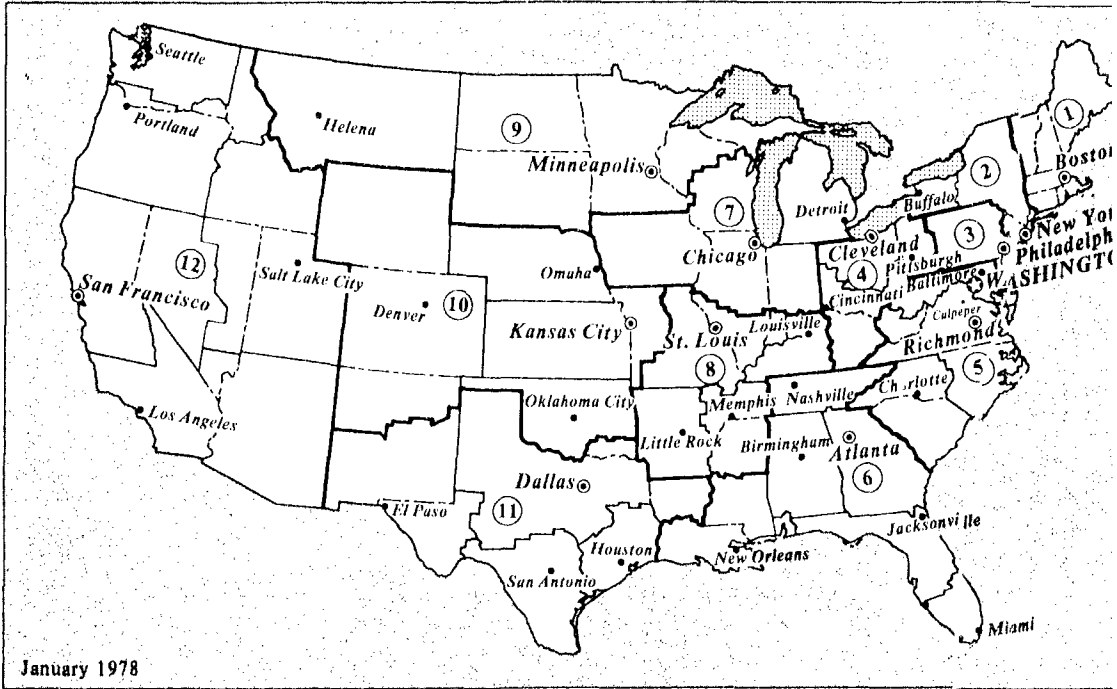 Seattle
Portland
Helena
9
Minneapolis
1
Boston
2
Buffalo
7
Detroit
Chicago
Cleveland
3
New Yor
Philadelph
Pittsburgh
4
Baltimore
WASHINGTO
Cincinnati
12
Salt Lake City
San Francisco
Omaha
Denver
10
Kansas City
St. Louis
Louisville
Culpeper
Richmond
8
5
Charlotte
Los Angeles
Oklahoma City
Memphis
Nashville
Little Rock
Birmingham
Atlanta
6
Dallas
El Paso
11
Jacksonville
Houston
New Orleans
San Antonio
Miami
January 1978